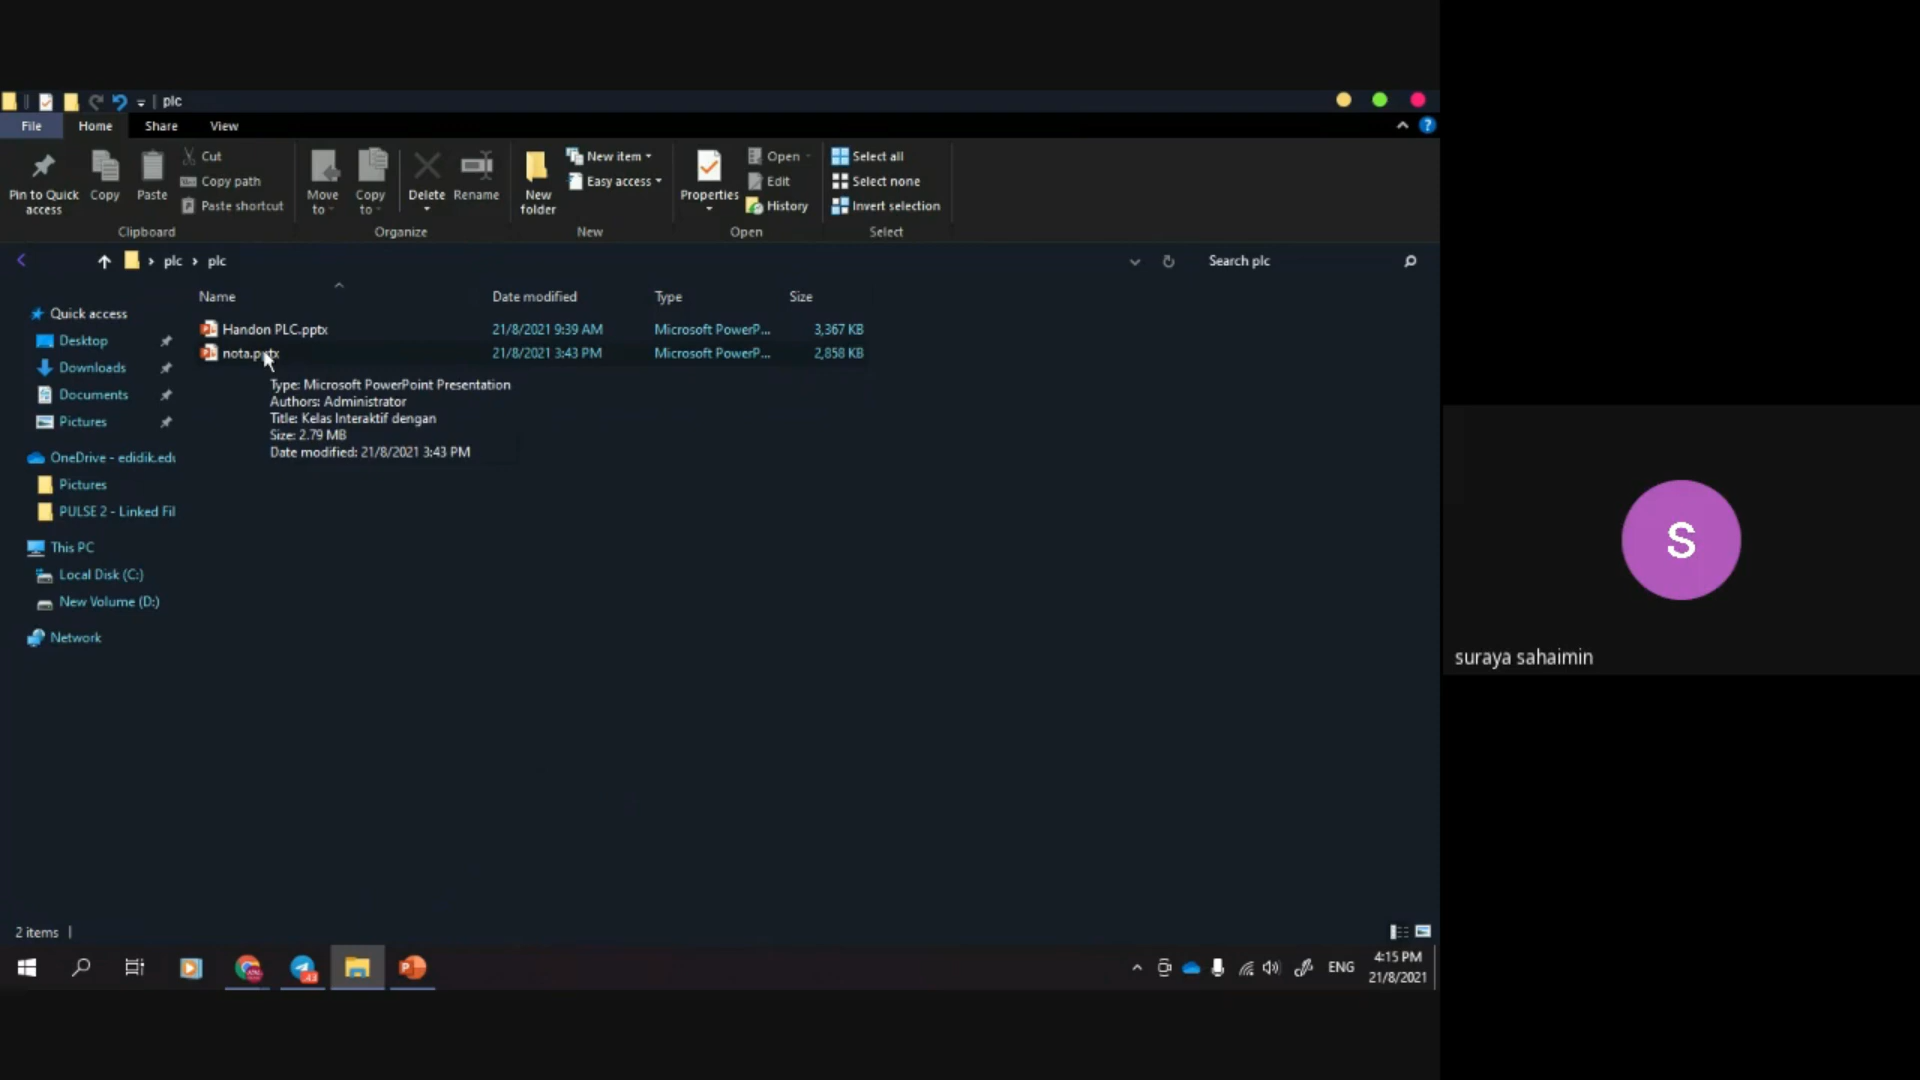 plc
File Home Share View
Pin to Quick access
Copy
Paste
Cut
Copy path
Paste shortcut
Clipboard
Move to
Copy to
Delete
Rename
Organize
New folder
New item
Easy access
New
Properties
Open
Edit
History
Open
Select all
Select none
Invert selection
Select
plc › plc
Search plc
Name Date modified Type Size
Handon PLC.pptx 21/8/2021 9:39 AM Microsoft PowerP... 3,367 KB
nota.pptx 21/8/2021 3:43 PM Microsoft PowerP... 2,858 KB
Type: Microsoft PowerPoint Presentation
Authors: Administrator
Title: Kelas Interaktif dengan
Size: 2.79 MB
Date modified: 21/8/2021 3:43 PM
Quick access
Desktop
Downloads
Documents
Pictures
OneDrive - edidik.edu
Pictures
PULSE 2 - Linked Fil
This PC
Local Disk (C:)
New Volume (D:)
Network
2 items
ENG
4:15 PM
21/8/2021
S
suraya sahaimin